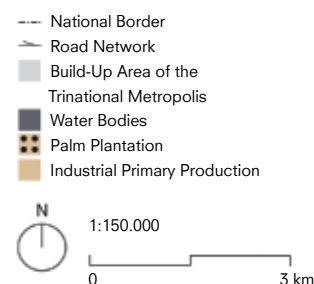 National Border
Road Network
Build-Up Area of the
Trinational Metropolis
Water Bodies
Palm Plantation
Industrial Primary Production
N
1:150.000
0 3 km